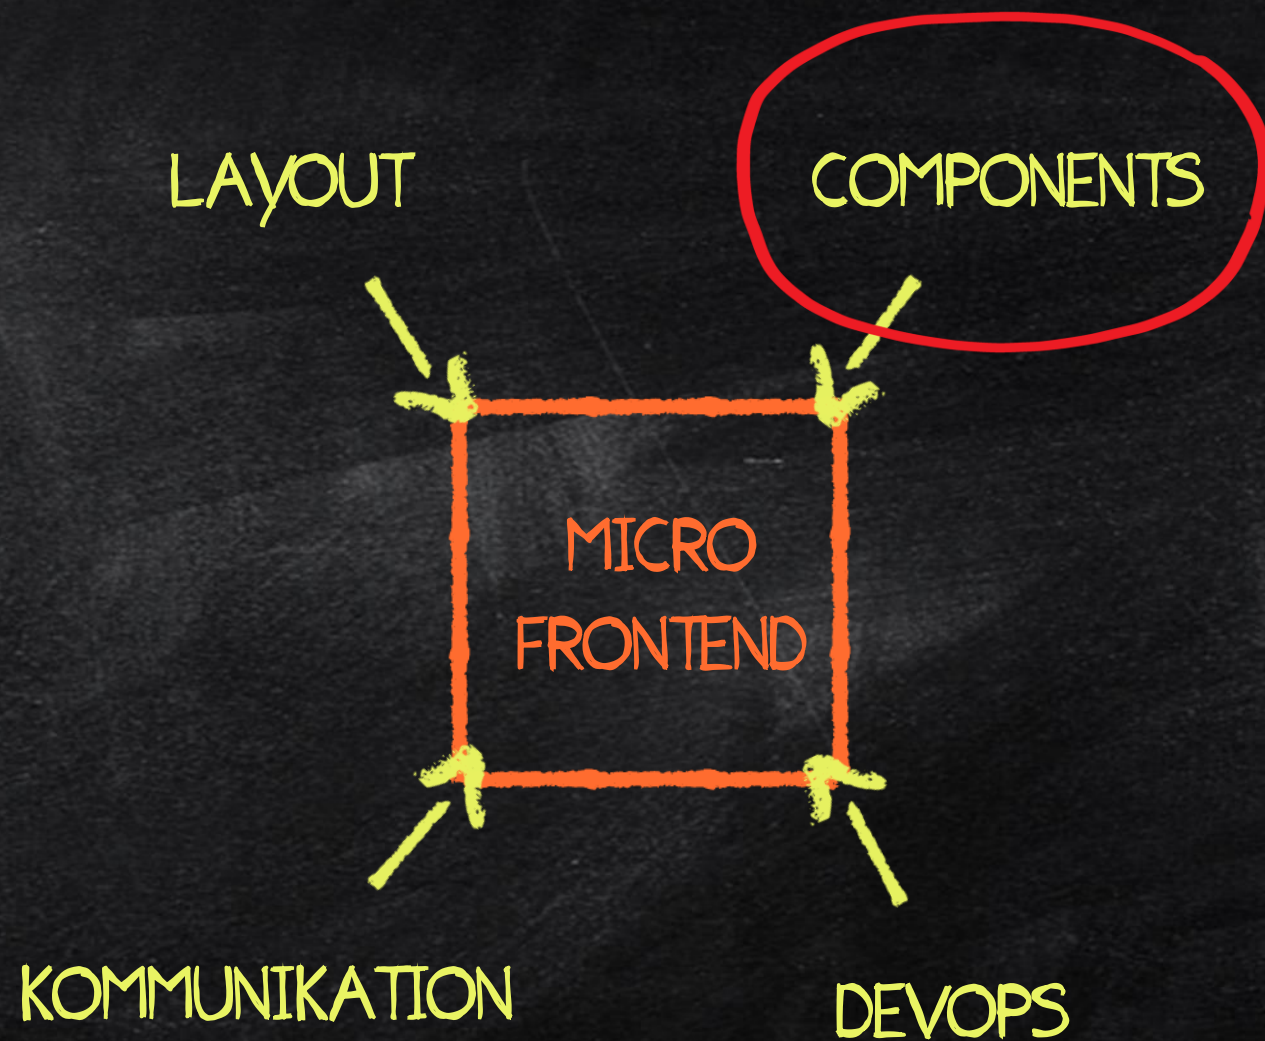 LAYOUT
COMPONENTS
MICRO
FRONTEND
KOMMUNIKATION
DEVOPS